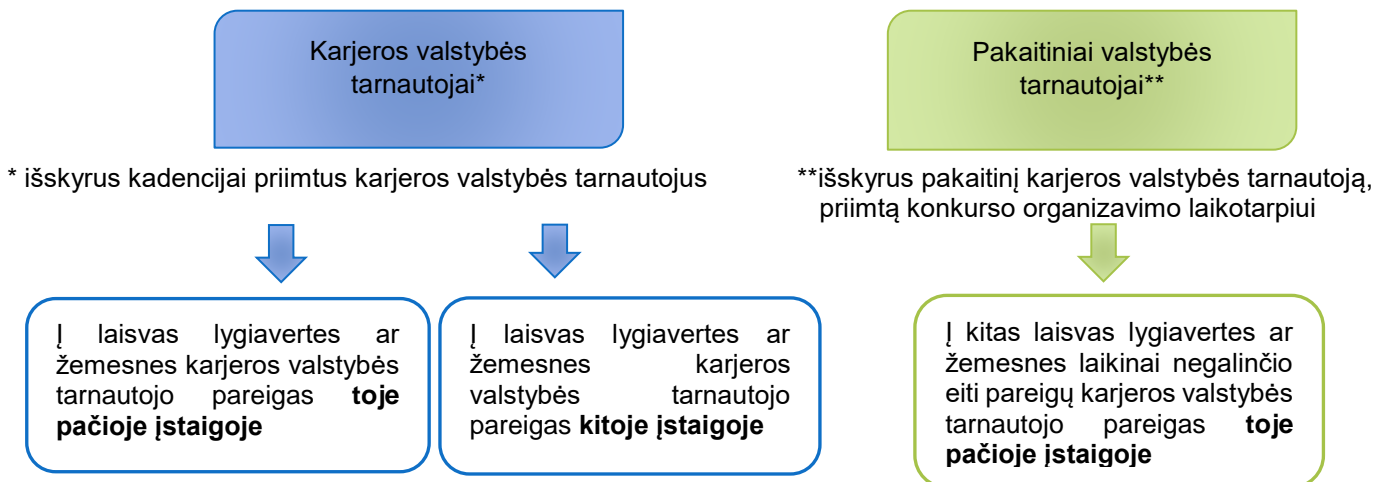 Karjeros valstybės
tarnautojai*
Pakaitiniai valstybės
tarnautojai**
* išskyrus kadencijai priimtus karjeros valstybės tarnautojus
**išskyrus pakaitinį karjeros valstybės tarnautoją,
priimtą konkurso organizavimo laikotarpiui
Į laisvas lygiavertes ar
žemesnes karjeros valstybės
tarnautojo pareigas toje
pačioje įstaigoje
Į laisvas lygiavertes ar
žemesnes karjeros
valstybės tarnautojo
pareigas kitoje įstaigoje
Į kitas laisvas lygiavertes ar
žemesnes laikinai negalinčio
eiti pareigų karjeros valstybės
tarnautojo pareigas toje
pačioje įstaigoje